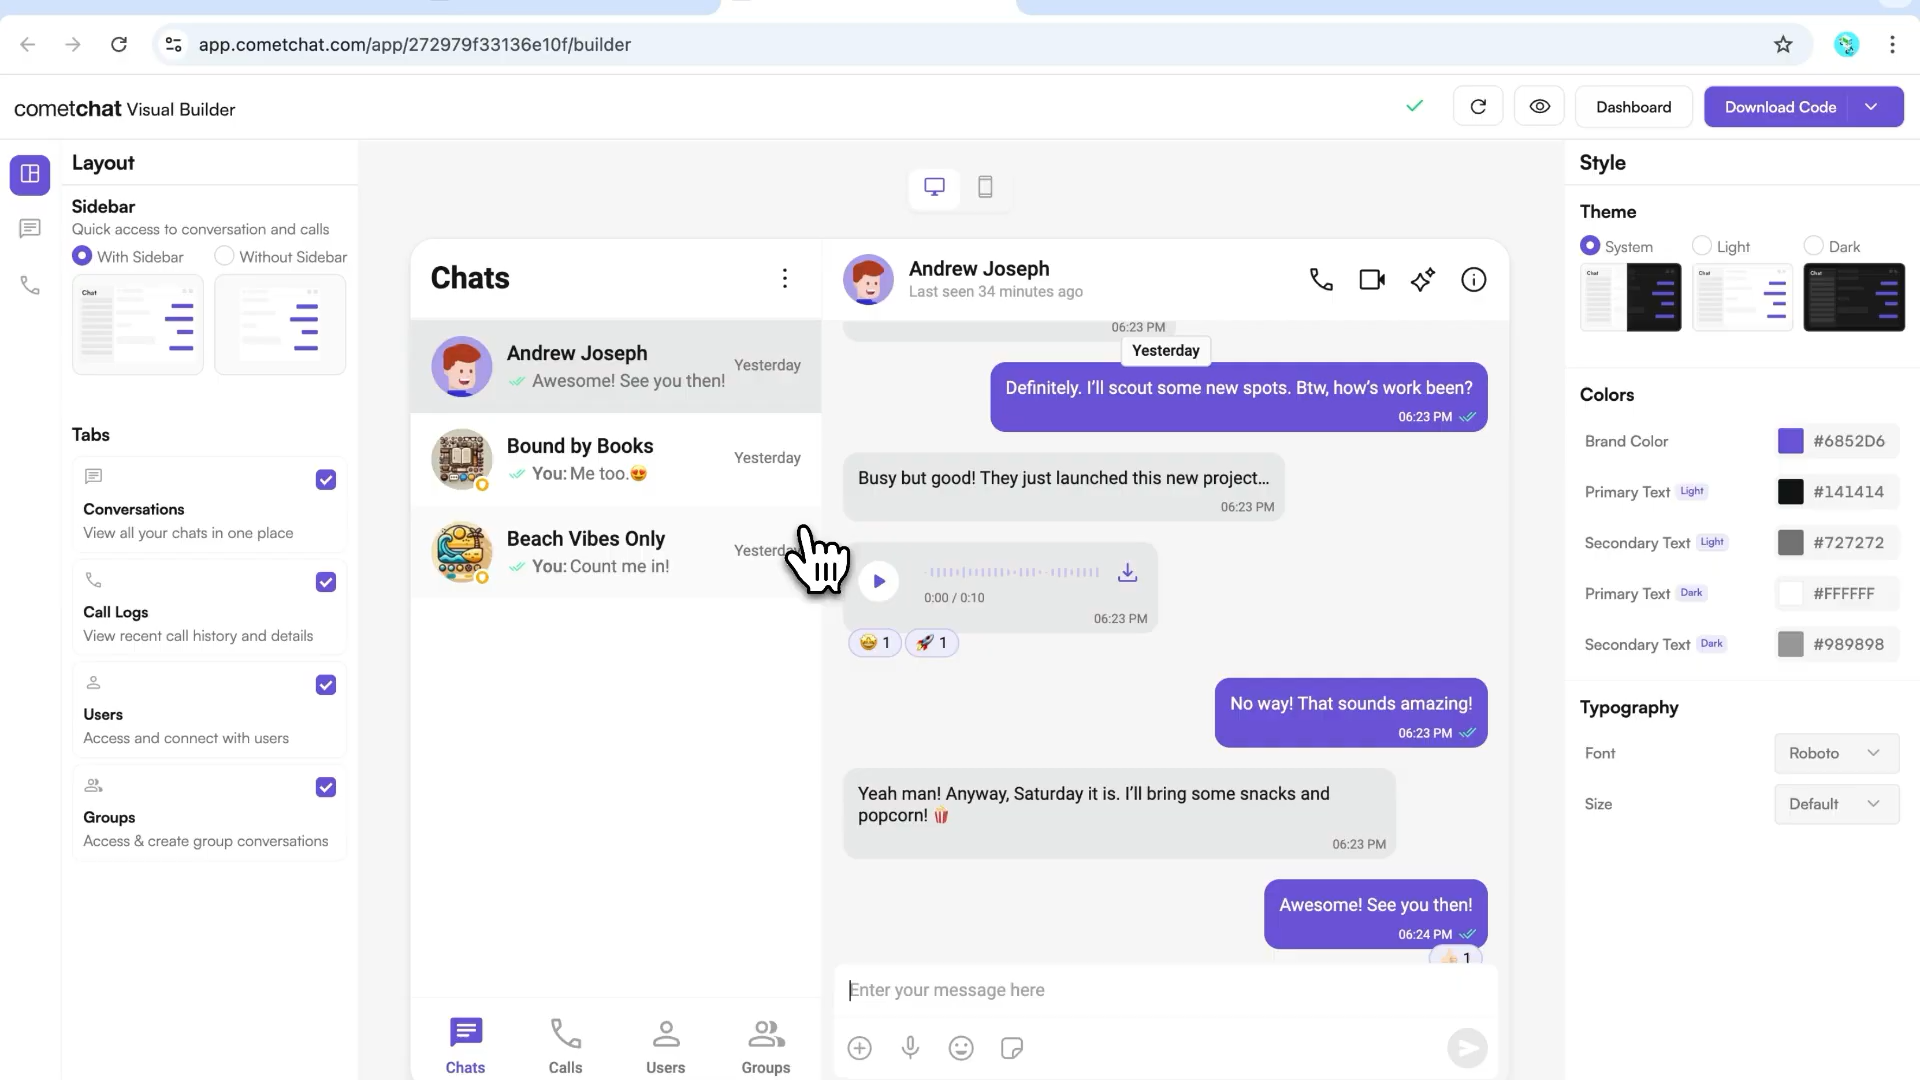 app.cometchat.com/app/272979f33136e10f/builder
cometchat Visual Builder
Dashboard
Download Code
Layout
Sidebar
Quick access to conversation and calls
With Sidebar
Without Sidebar
Chat
Tabs
Conversations
View all your chats in one place
Call Logs
View recent call history and details
Users
Access and connect with users
Groups
Access & create group conversations
Chats
Andrew Joseph
Awesome! See you then!
Yesterday
Bound by Books
You: Me too.😍
Yesterday
Beach Vibes Only
You: Count me in!
Chats
Calls
Users
Groups
Andrew Joseph
Last seen 34 minutes ago
06:23 PM
Yesterday
Definitely. I'll scout some new spots. Btw, how's work been?
06:23 PM
Busy but good! They just launched this new project...
06:23 PM
0:00 / 0:10
06:23 PM
🤩 1
🚀 1
No way! That sounds amazing!
06:23 PM
Yeah man! Anyway, Saturday it is. I'll bring some snacks and
popcorn! 🍿
06:23 PM
Awesome! See you then!
06:24 PM
👍🏻 1
Enter your message here
Style
Theme
System
Light
Dark
Chat
Chat
Chat
Colors
Brand Color
#6852D6
Primary Text Light
#141414
Secondary Text Light
#727272
Primary Text Dark
#FFFFFF
Secondary Text Dark
#989898
Typography
Font
Roboto
Size
Default